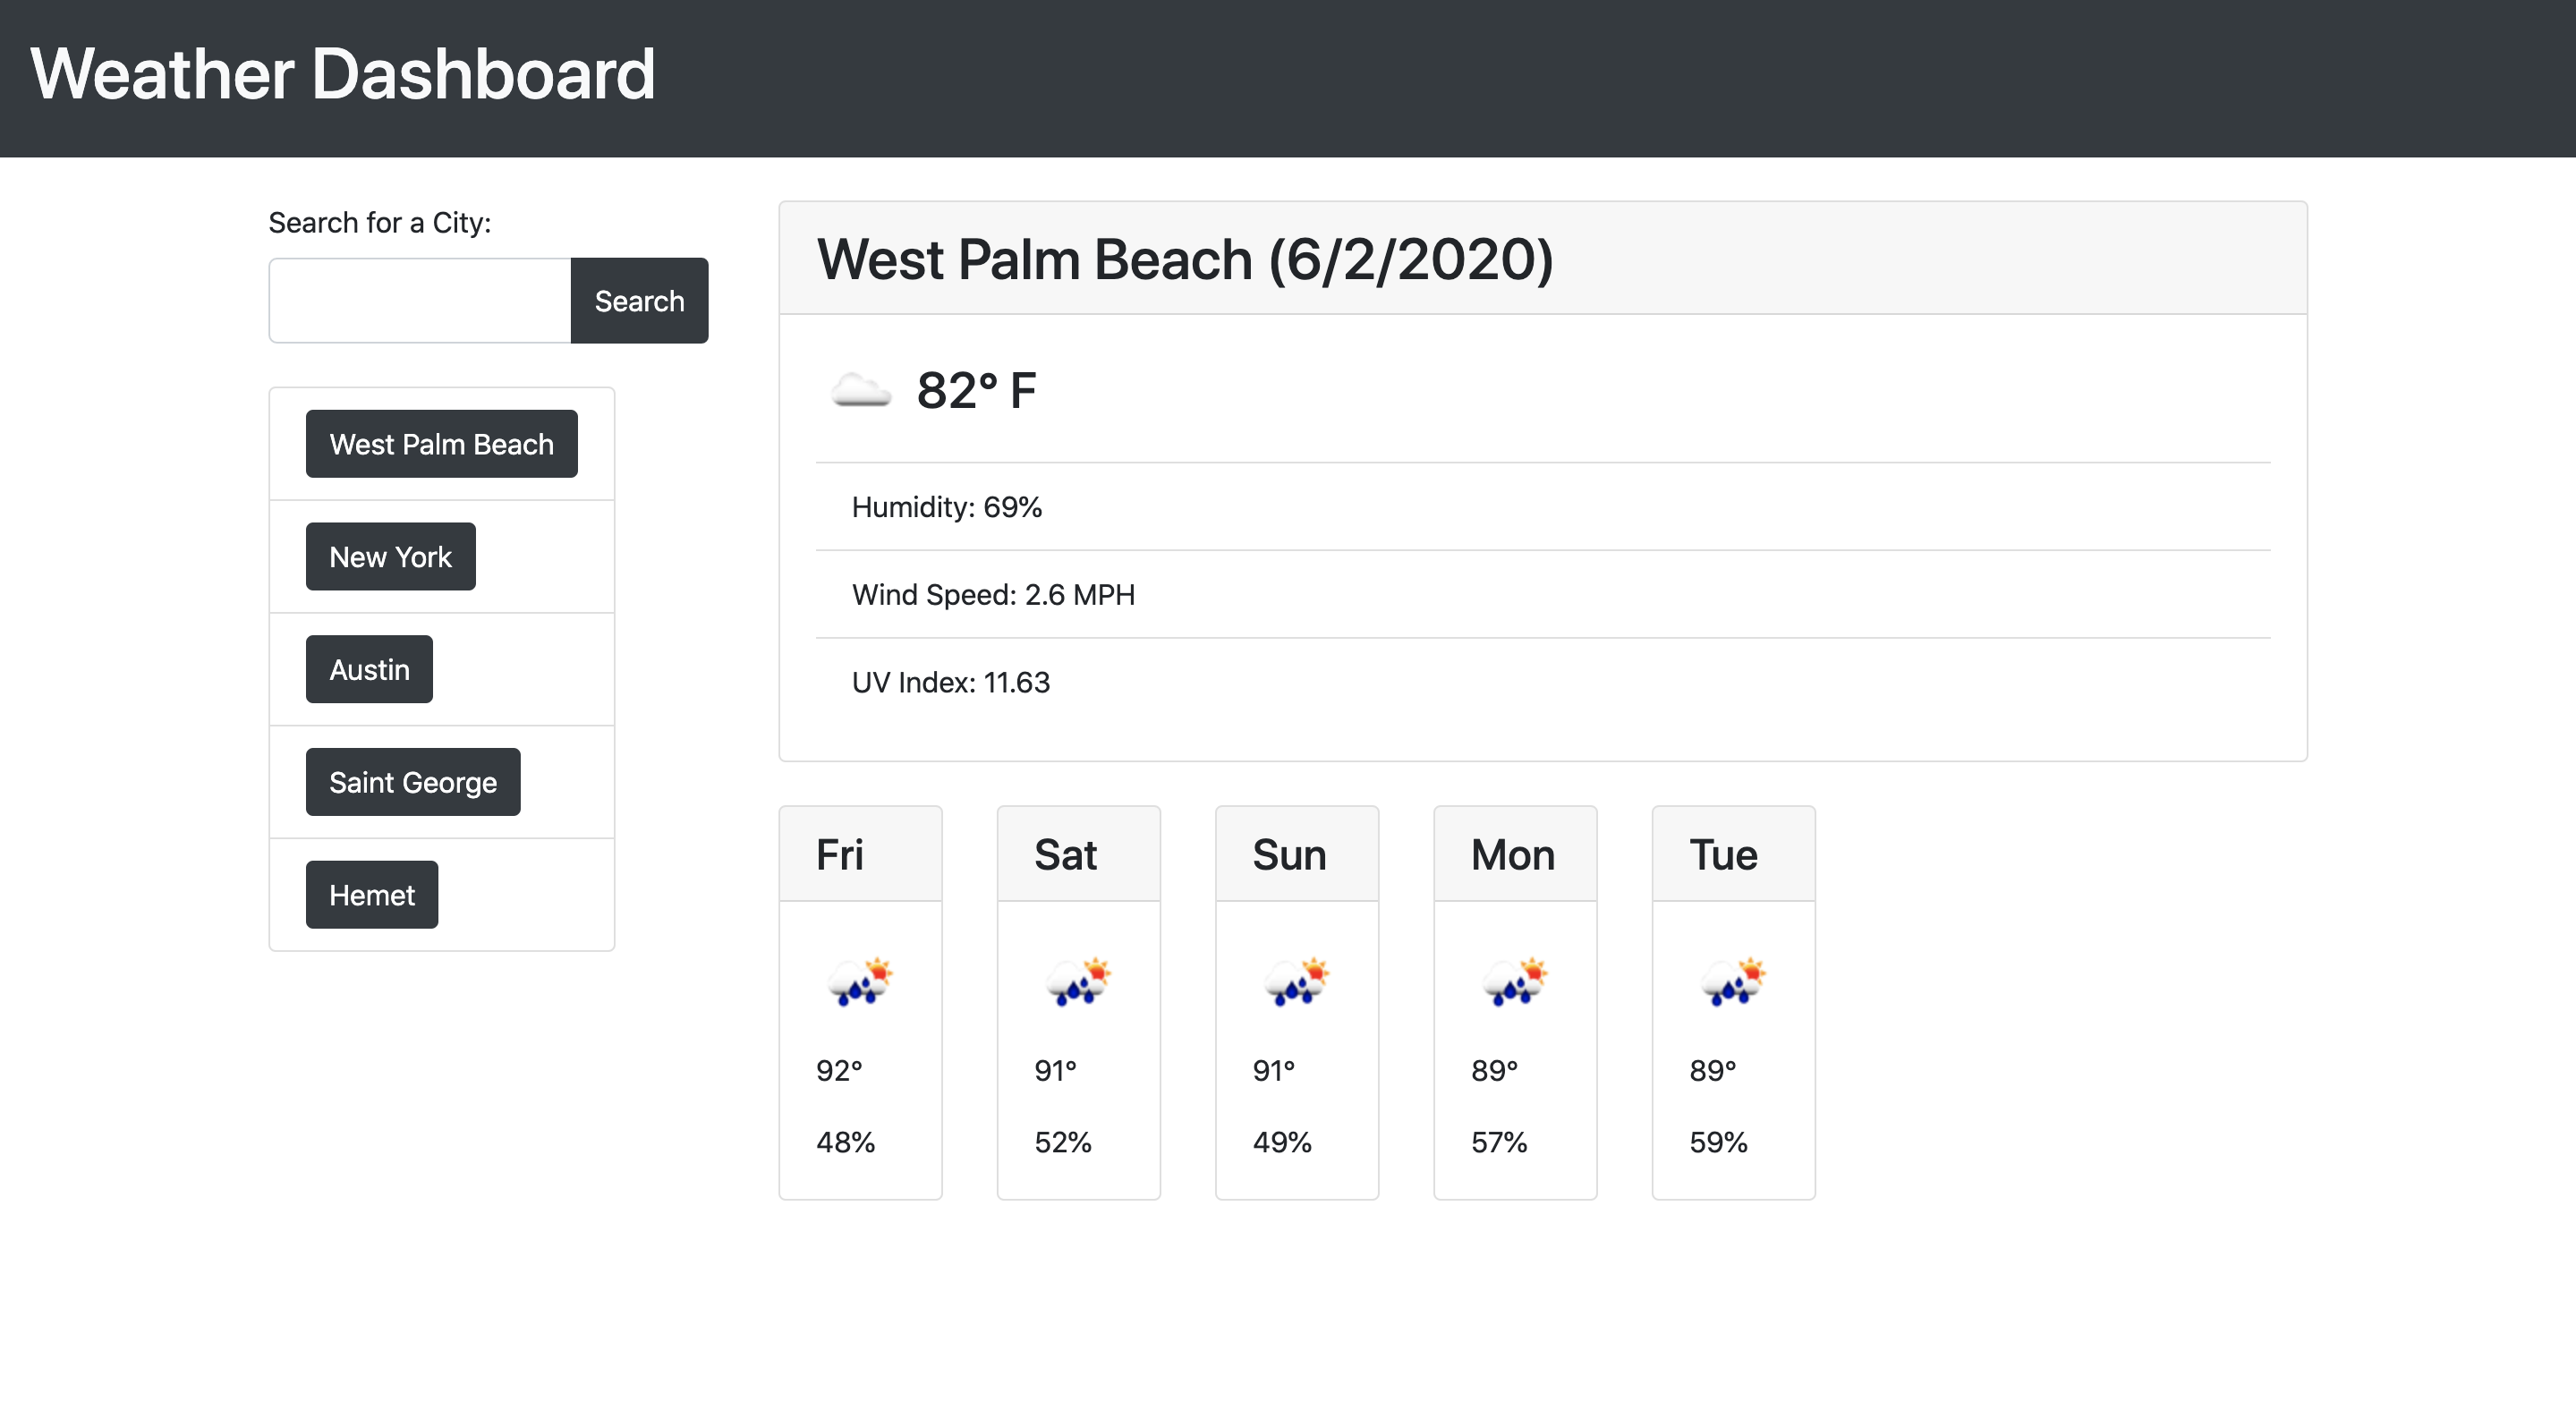 Weather Dashboard
Search for a City:
Search
West Palm Beach
New York
Austin
Saint George
Hemet
West Palm Beach (6/2/2020)
82° F
Humidity: 69%
Wind Speed: 2.6 MPH
UV Index: 11.63
Fri
92°
48%
Sat
91°
52%
Sun
91°
49%
Mon
89°
57%
Tue
89°
59%